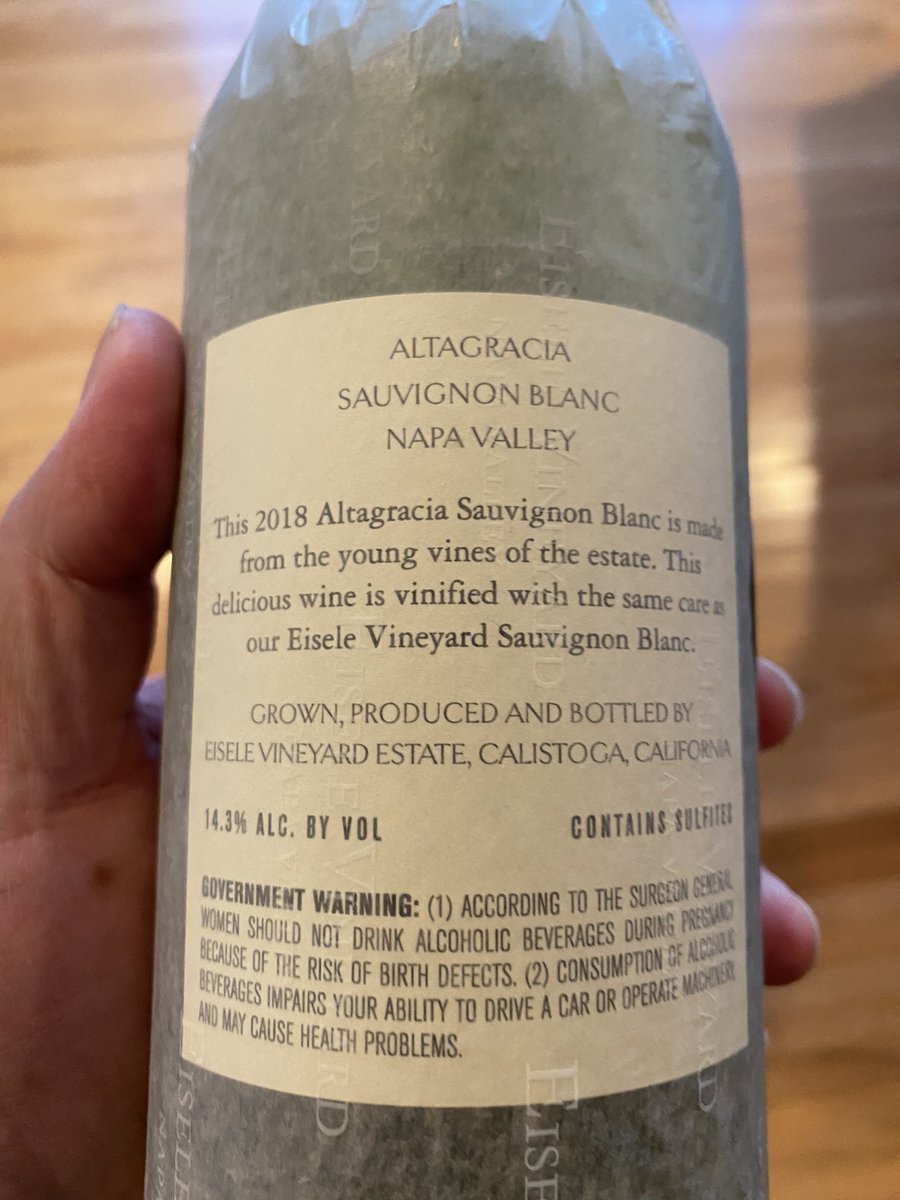 ALTAGRACIA
SAUVIGNON BLANC
NAPA VALLEY
This 2018 Altagracia Sauvignon Blanc is made
from the young vines of the estate. This
delicious wine is vinified with the same care as
our Eisele Vineyard Sauvignon Blanc.
GROWN, PRODUCED AND BOTTLED BY
EISELE VINEYARD ESTATE, CALISTOGA, CALIFORNIA
14.3% ALC. BY VOL CONTAINS SULFITES
GOVERNMENT WARNING: (1) ACCORDING TO THE SURGEON GENERAL
WOMEN SHOULD NOT DRINK ALCOHOLIC BEVERAGES DURING PREGNANCY
BECAUSE OF THE RISK OF BIRTH DEFECTS. (2) CONSUMPTION OF ALCOHOLIC
BEVERAGES IMPAIRS YOUR ABILITY TO DRIVE A CAR OR OPERATE MACHINERY,
AND MAY CAUSE HEALTH PROBLEMS.